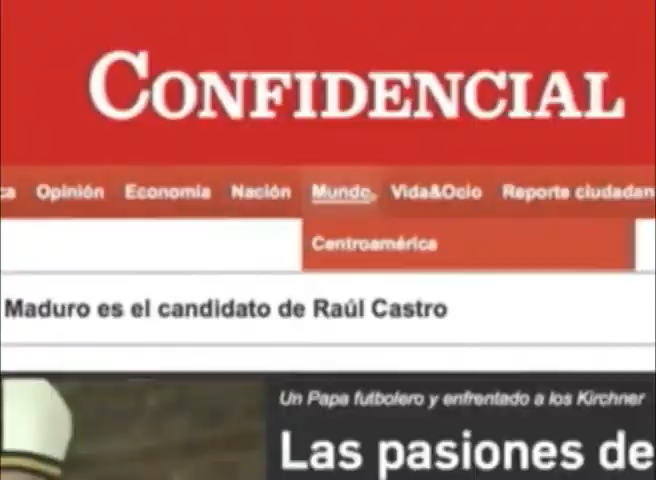 CONFIDENCIAL
ca Opinión Economía Nación Mundo Vida&Ocio Reporte ciudadan
Centroamérica
Maduro es el candidato de Raúl Castro
Un Papa futbolero y enfrentado a los Kirchner
Las pasiones de